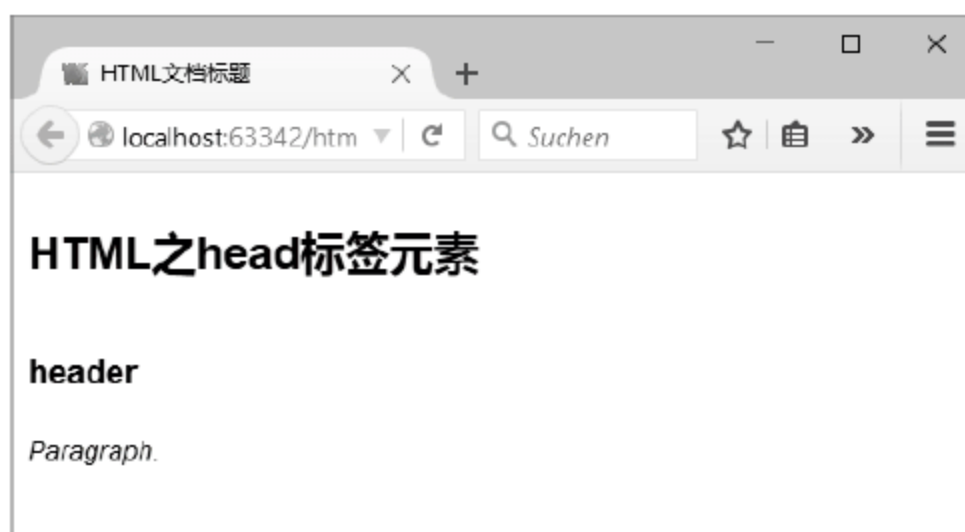 HTML文档标题
localhost:63342/htm
Suchen
HTML之head标签元素
header
Paragraph.